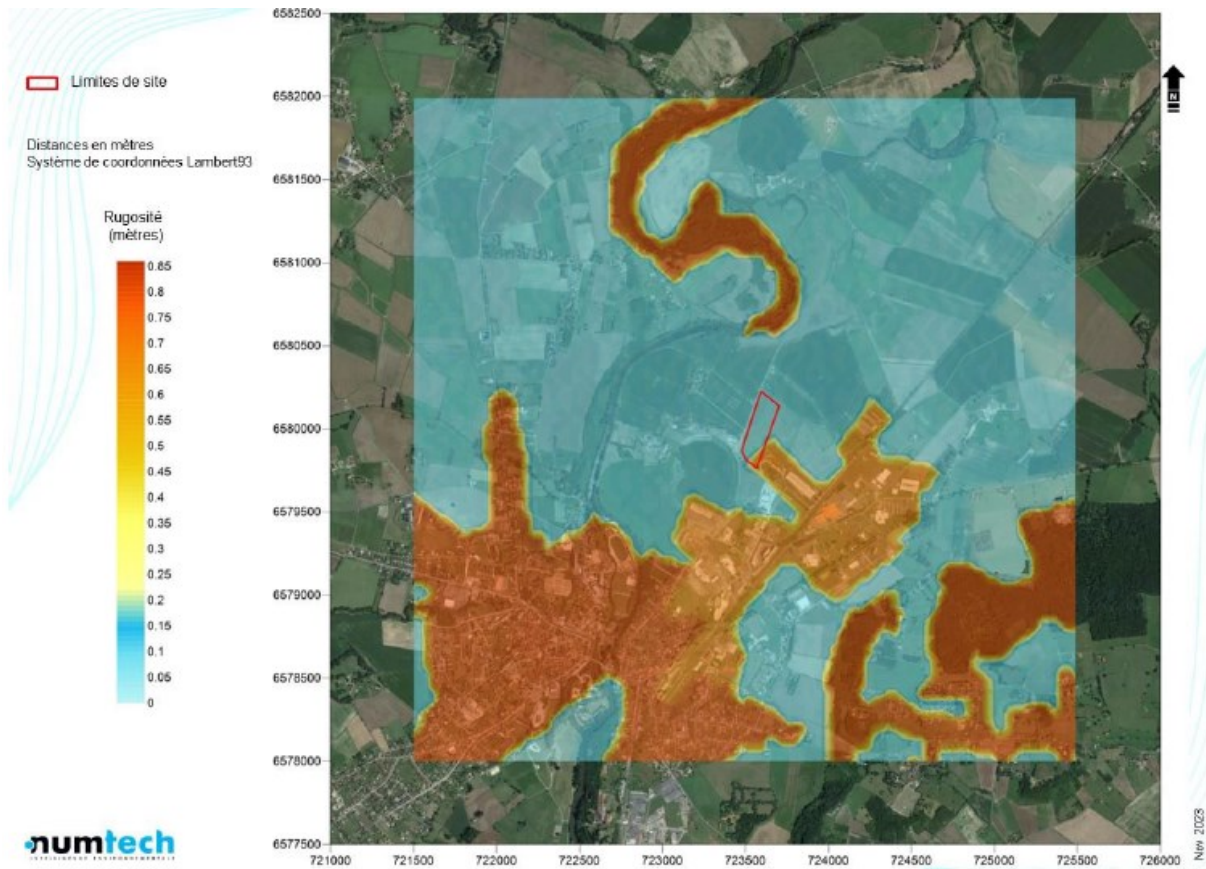 Limites de site
Distances en mètres
Système de coordonnées Lambert93
Rugosité
(mètres)
0.85
0.8
0.75
0.7
0.65
0.6
0.55
0.5
0.45
0.4
0.35
0.3
0.25
0.2
0.15
0.1
0.05
0
6582500
6582000
6581500
6581000
6580500
6580000
6579500
6579000
6578500
6578000
6577500
721000 721500 722000 722500 723000 723500 724000 724500 725000 725500 726000
N
numtech
INTELLIGENCE ENVIRONNEMENTALE
Nov 2023